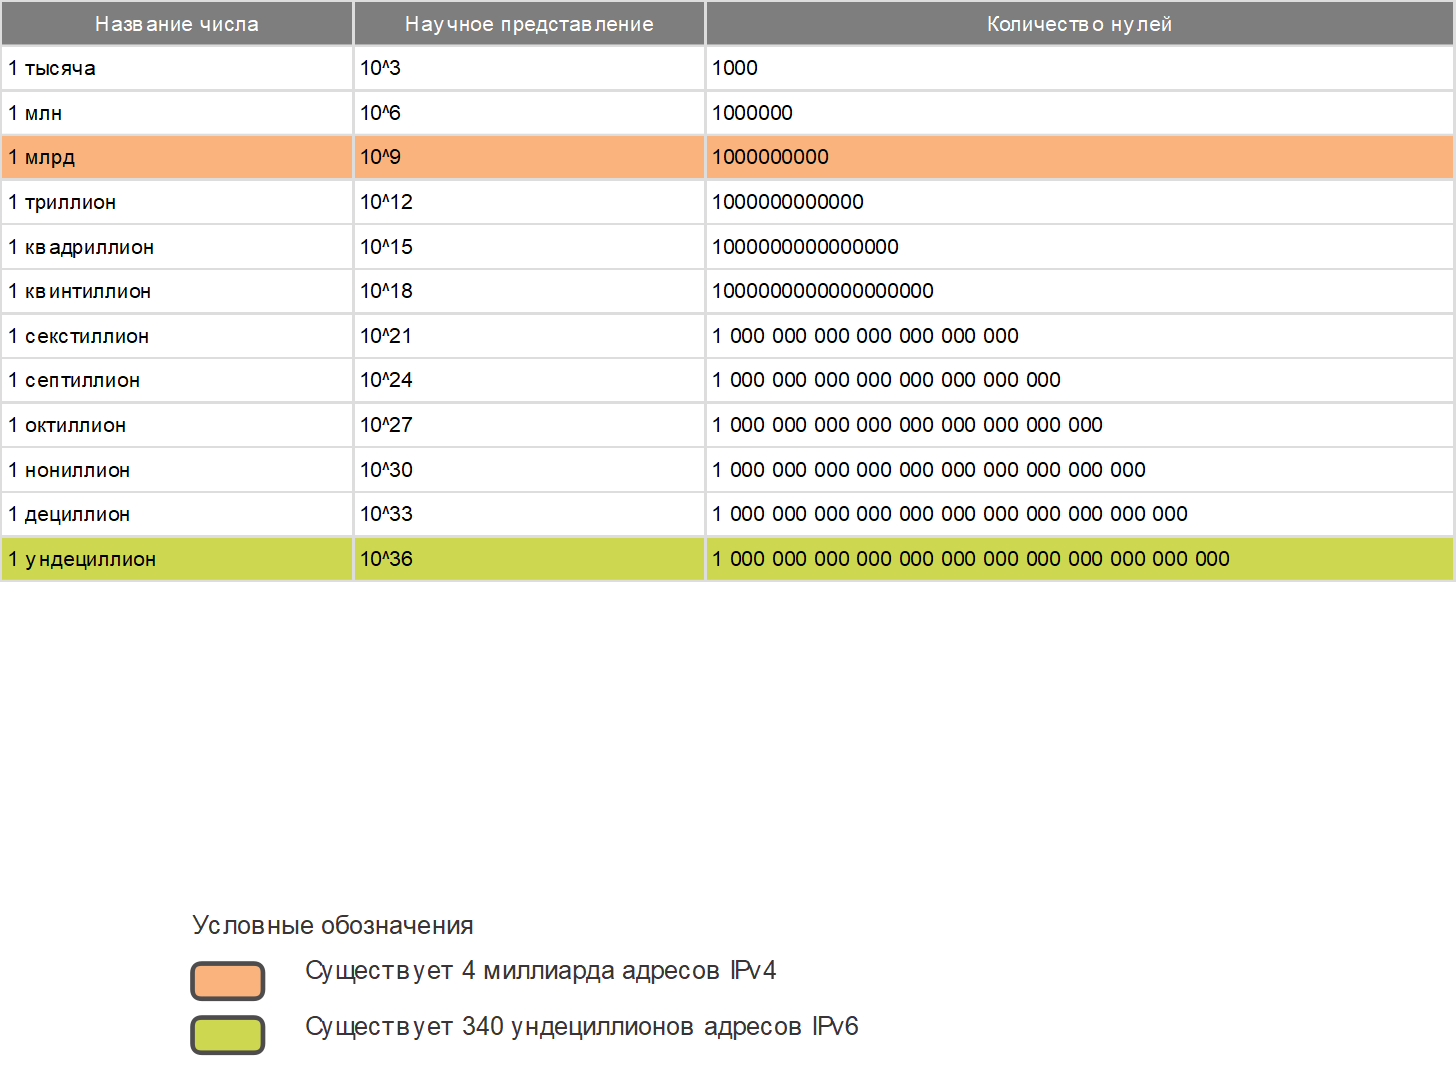 Название числа Научное представление Количество нулей
1 тысяча 10^3 1000
1 млн 10^6 1000000
1 млрд 10^9 1000000000
1 триллион 10^12 1000000000000
1 квадриллион 10^15 1000000000000000
1 квинтиллион 10^18 1000000000000000000
1 секстиллион 10^21 1 000 000 000 000 000 000 000
1 септиллион 10^24 1 000 000 000 000 000 000 000 000
1 октиллион 10^27 1 000 000 000 000 000 000 000 000 000
1 нониллион 10^30 1 000 000 000 000 000 000 000 000 000 000
1 дециллион 10^33 1 000 000 000 000 000 000 000 000 000 000 000
1 ундециллион 10^36 1 000 000 000 000 000 000 000 000 000 000 000 000
Условные обозначения
Существует 4 миллиарда адресов IPv4
Существует 340 ундециллионов адресов IPv6